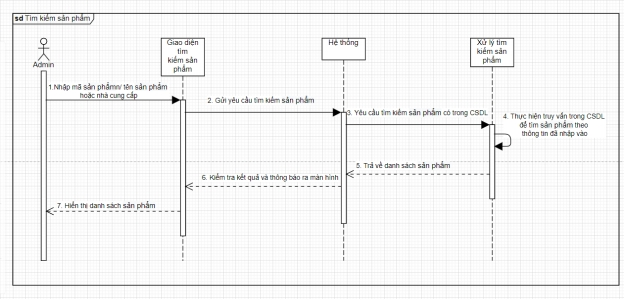 sd Tìm kiếm sản phẩm
Admin
Giao diện
tìm
kiếm sản
phẩm
Hệ thống
Xử lý tìm
kiếm sản
phẩm
1.Nhập mã sản phẩmn/ tên sản phẩm
hoặc nhà cung cấp
2. Gửi yêu cầu tìm kiếm sản phẩm
3. Yêu cầu tìm kiếm sản phẩm có trong CSDL
4. Thực hiện truy vấn trong CSDL
để tìm sản phẩm theo
thông tin đã nhập vào
5. Trả về danh sách sản phẩm
6. Kiểm tra kết quả và thông báo ra màn hình
7. Hiển thị danh sách sản phẩm